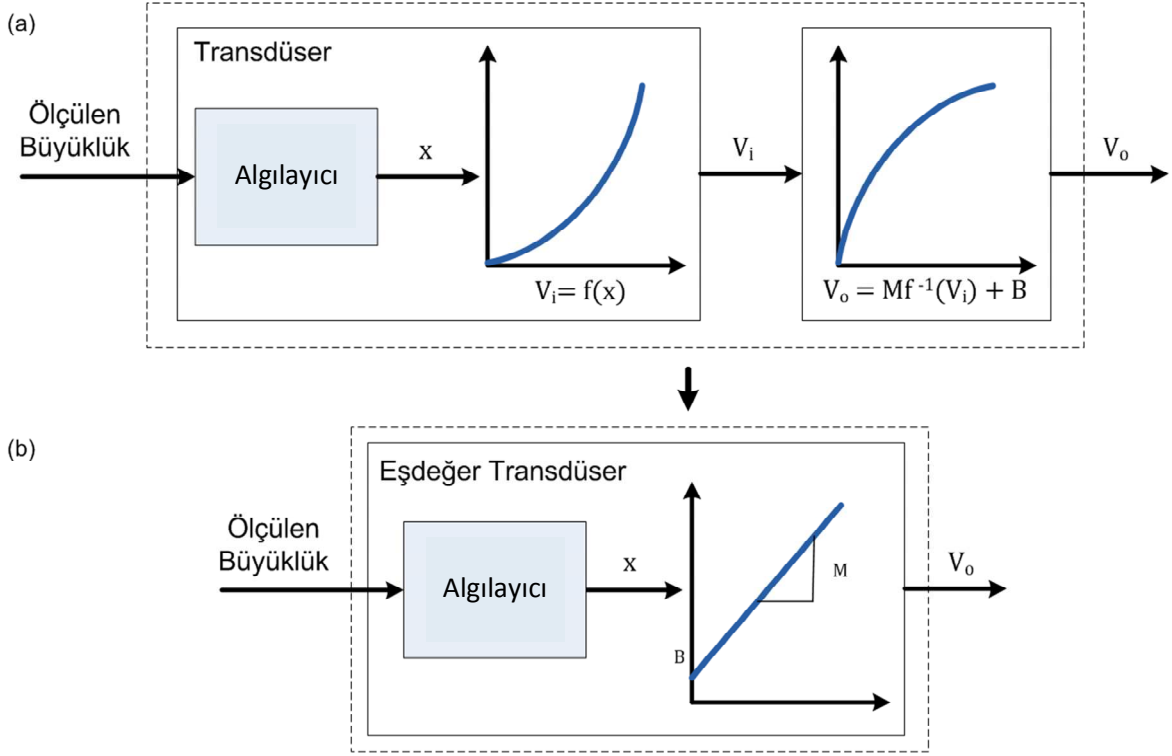 (a)
Transdüser
Ölçülen
Büyüklük
Algılayıcı
x
Vᵢ= f(x)
Vᵢ
Vₒ = Mf ⁻¹(Vᵢ) + B
Vₒ
(b)
Eşdeğer Transdüser
Ölçülen
Büyüklük
Algılayıcı
x
M
B
Vₒ